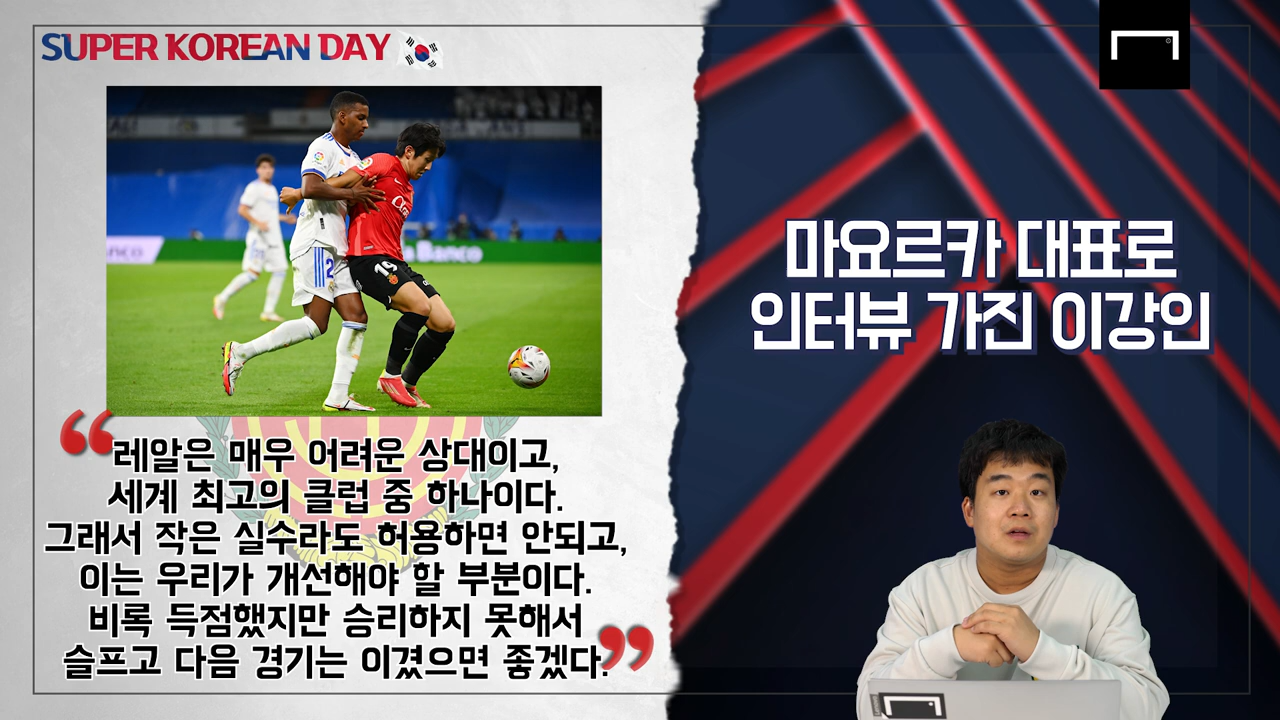 SUPER KOREAN DAY
마요르카 대표로
인터뷰 가진 이강인
19
2
nco
Banco
“레알은 매우 어려운 상대이고,
세계 최고의 클럽 중 하나이다.
그래서 작은 실수라도 허용하면 안되고,
이는 우리가 개선해야 할 부분이다.
비록 득점했지만 승리하지 못해서
슬프고 다음 경기는 이겼으면 좋겠다.”